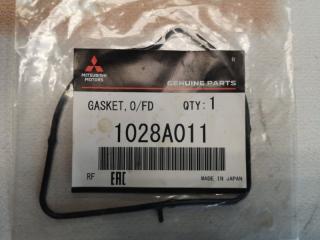 MITSUBISHI
MOTORS
GENUINE PARTS
GASKET, O/FD QTY: 1
1028A011
RF EAC MADE IN JAPAN